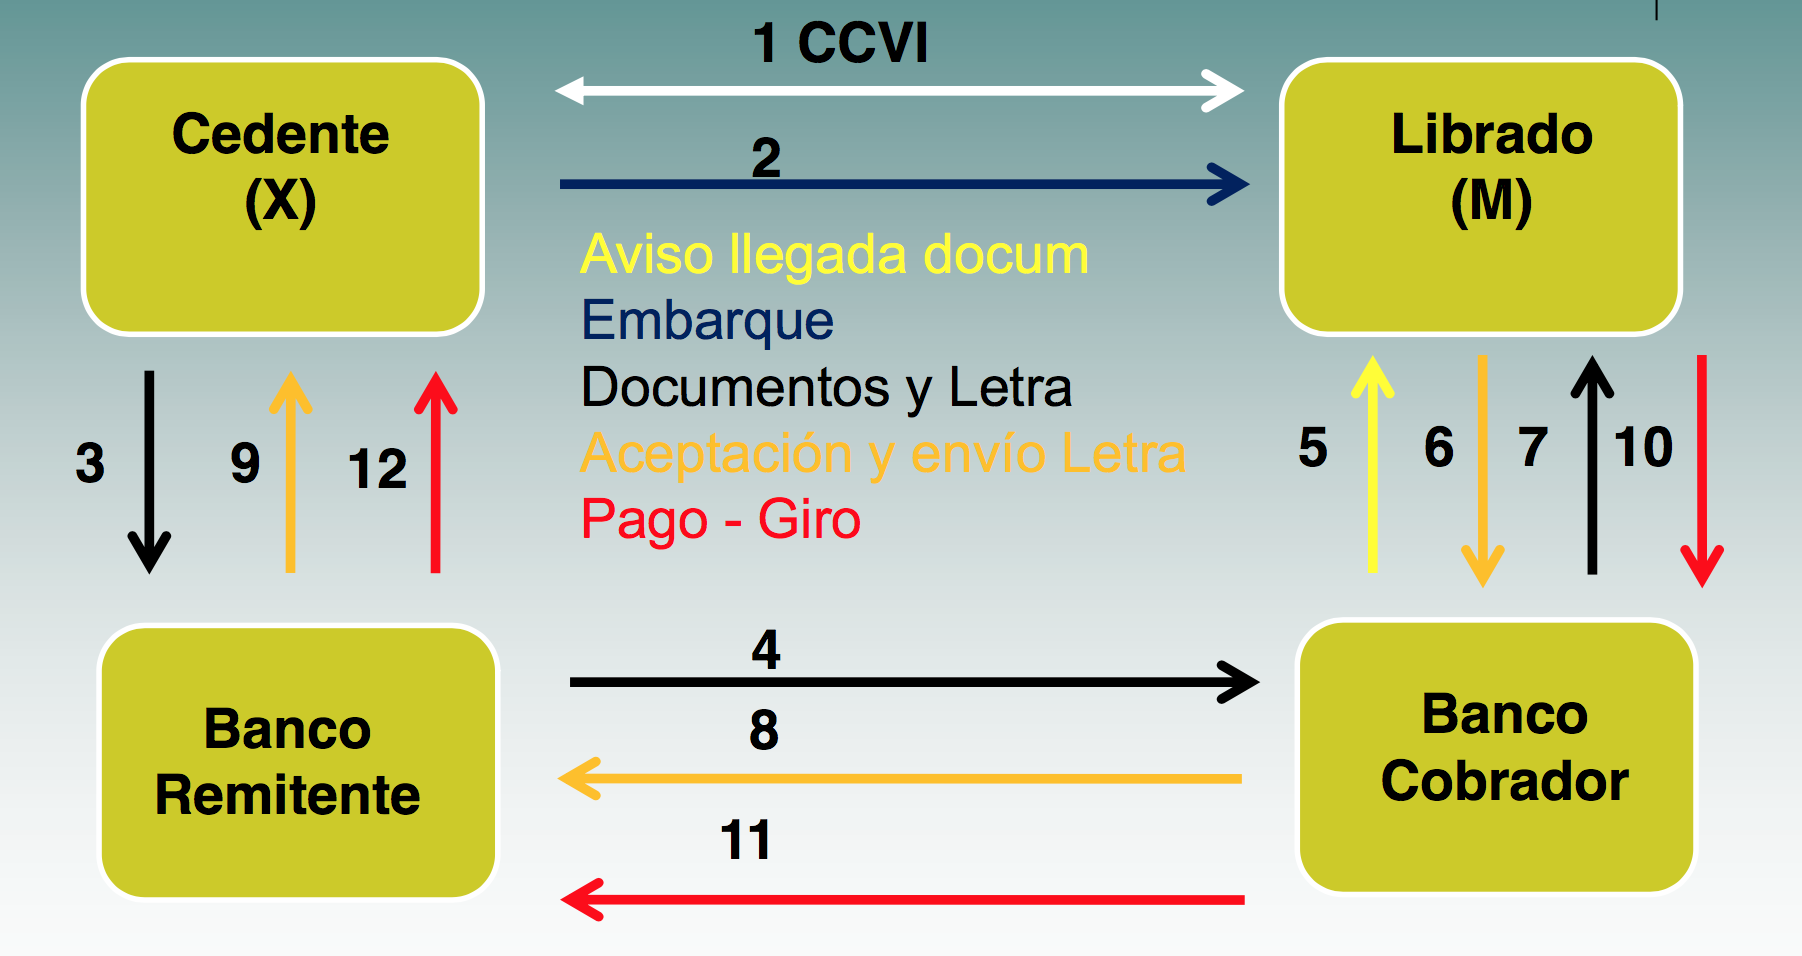 1 CCVI
Cedente
(X)
Librado
(M)
2
Aviso llegada docum
Embarque
Documentos y Letra
Aceptación y envío Letra
Pago - Giro
3
9
12
5
6
7
10
4
8
11
Banco
Remitente
Banco
Cobrador